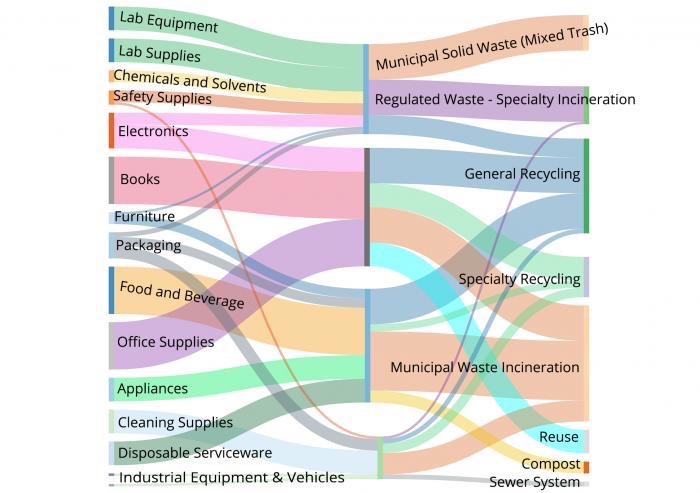 Lab Equipment
Lab Supplies
Chemicals and Solvents
Safety Supplies
Electronics
Books
Furniture
Packaging
Food and Beverage
Office Supplies
Appliances
Cleaning Supplies
Disposable Serviceware
Industrial Equipment & Vehicles
Municipal Solid Waste (Mixed Trash)
Regulated Waste - Specialty Incineration
General Recycling
Specialty Recycling
Municipal Waste Incineration
Reuse
Compost
Sewer System